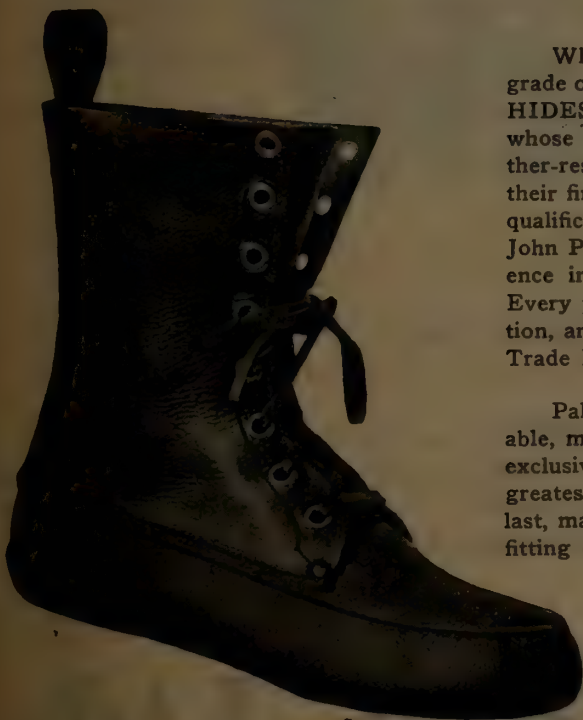 grade o
HIDES
whose
ther-res
their fi
qualific
John P
ence in
Every
tion, an
Trade
Pal
able, m
exclusiv
greates
last, ma
fitting